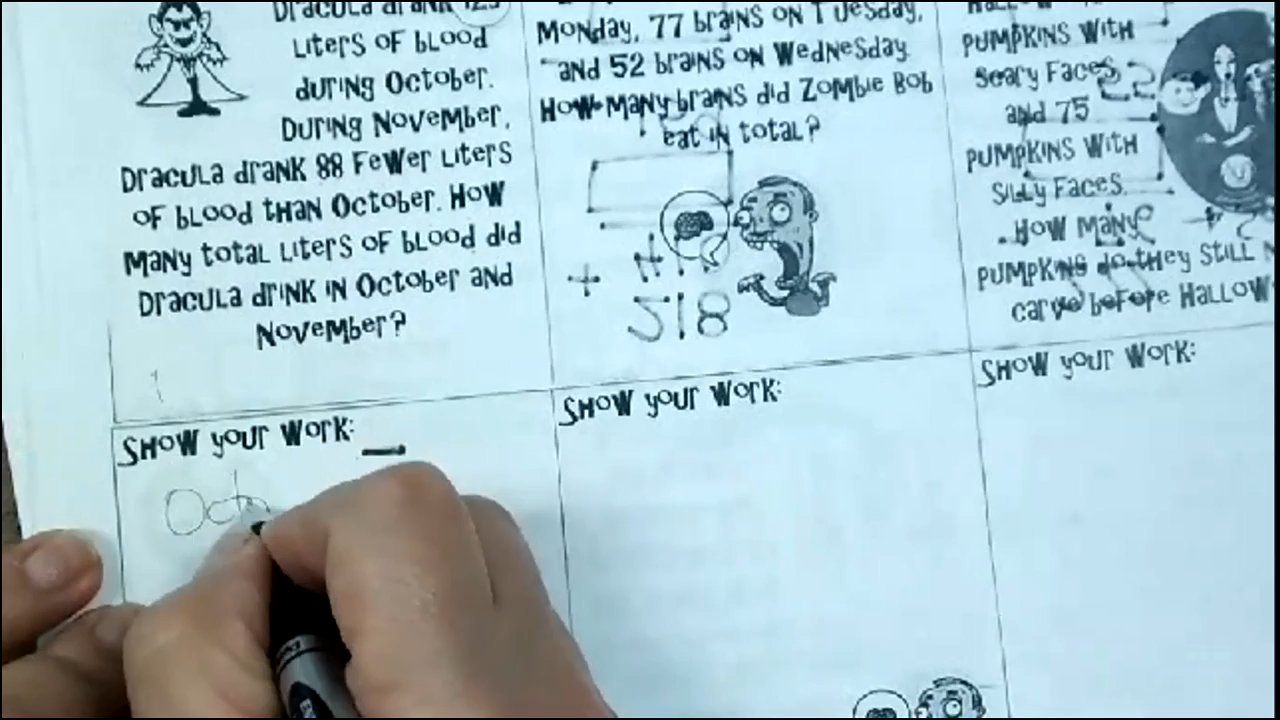 Dracula drank 123
Liters of blood
during October.
During November,
Dracula drank 88 Fewer Liters
of blood than October. How
many total Liters of blood did
Dracula drink in October and
November?
Monday, 77 brains on Tuesday,
and 52 brains on Wednesday.
How many brains did Zombie Bob
eat in total?
+
518
Pumpkins with
Scary Faces
and 75
Pumpkins with
Silly Faces.
How many
Pumpkins do they still
carve before Hallow
Show your work:
Octo
Show your work:
Show your work: